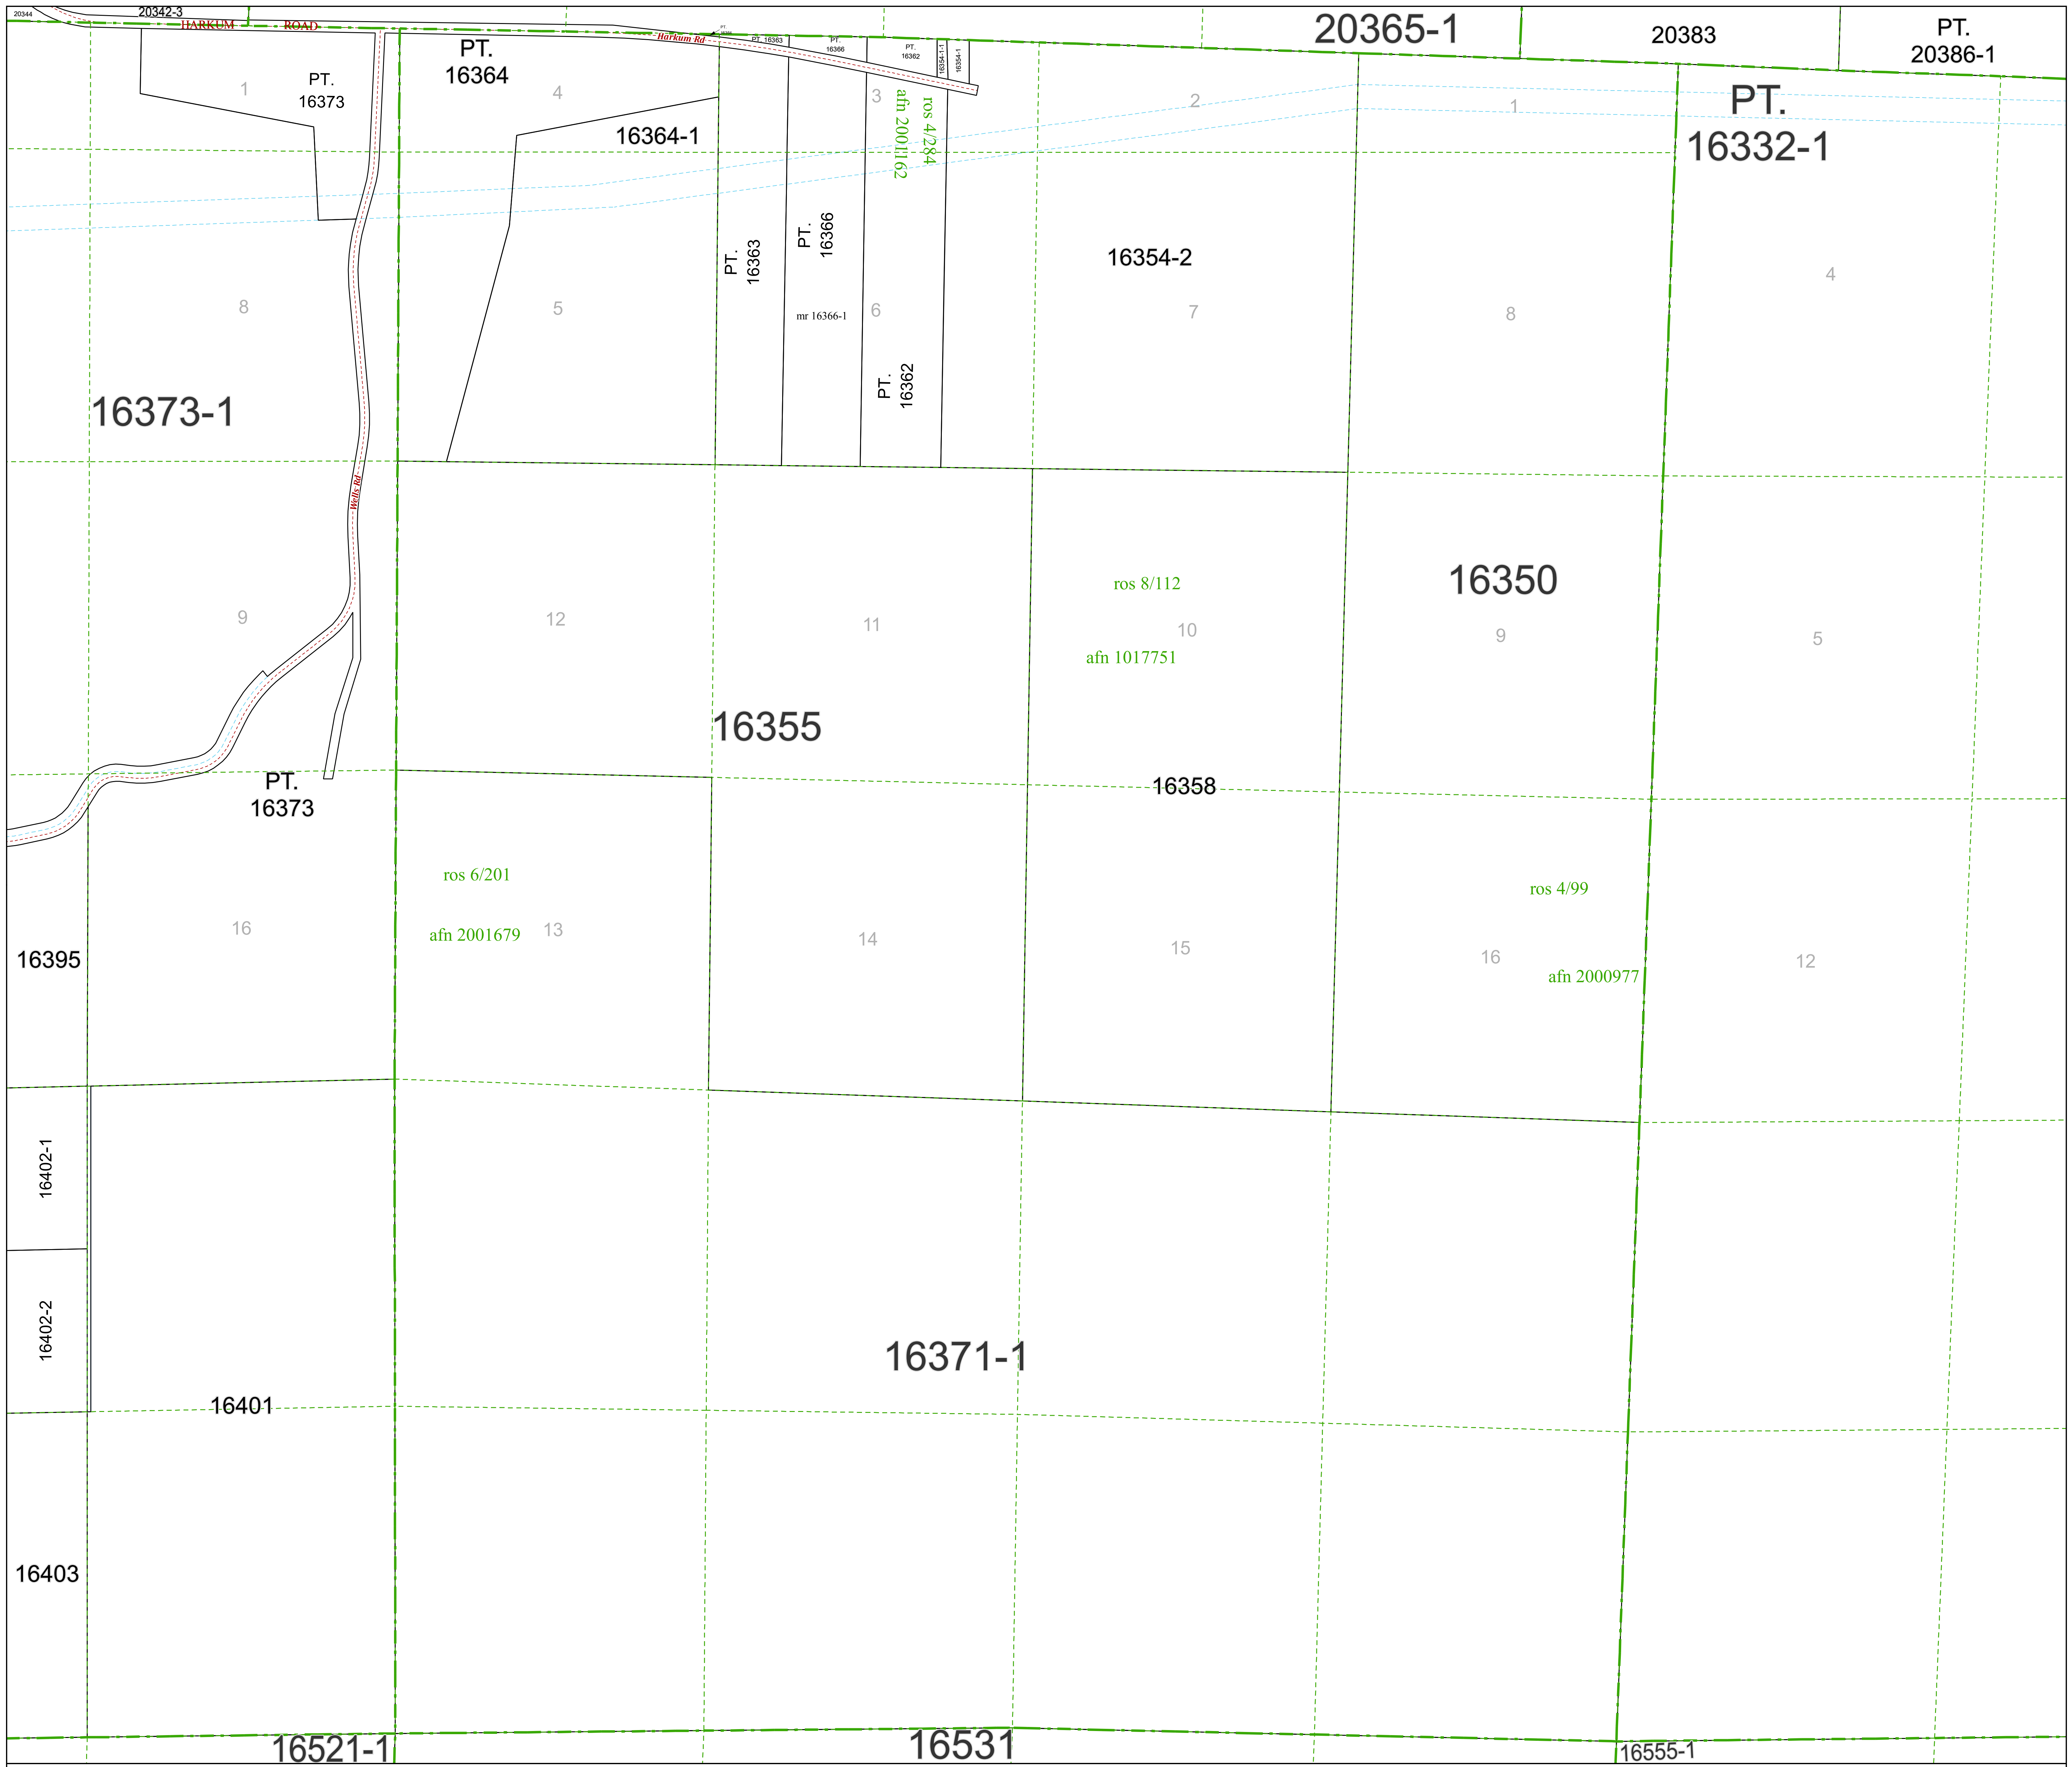 20344
20342-3
HARKUM ROAD
Harkum Rd
20365-1
20383
PT.
20386-1
PT.
16364
PT. 16363
PT.
16366
PT.
16362
16354-1-1
16354-1
1
PT.
16373
4
16364-1
3
afn 2001162
ros 4/284
2
1
PT.
16332-1
PT.
16363
PT.
16366
mr 16366-1
6
PT.
16362
16354-2
7
8
4
8
5
16373-1
Wells Rd
9
12
11
ros 8/112
10
afn 1017751
16350
9
5
16355
16358
PT.
16373
ros 6/201
afn 2001679
13
14
15
ros 4/99
16
afn 2000977
12
16
16395
16402-1
16402-2
16371-1
16401
16403
16521-1
16531
16555-1